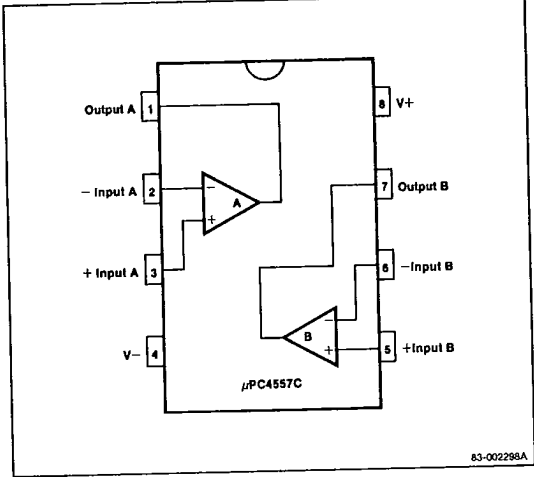 Output A 1
8 V+
− Input A 2
−
A
+
7 Output B
+ Input A 3
6 −Input B
−
B
+
V− 4
5 +Input B
μPC4557C
83-002298A